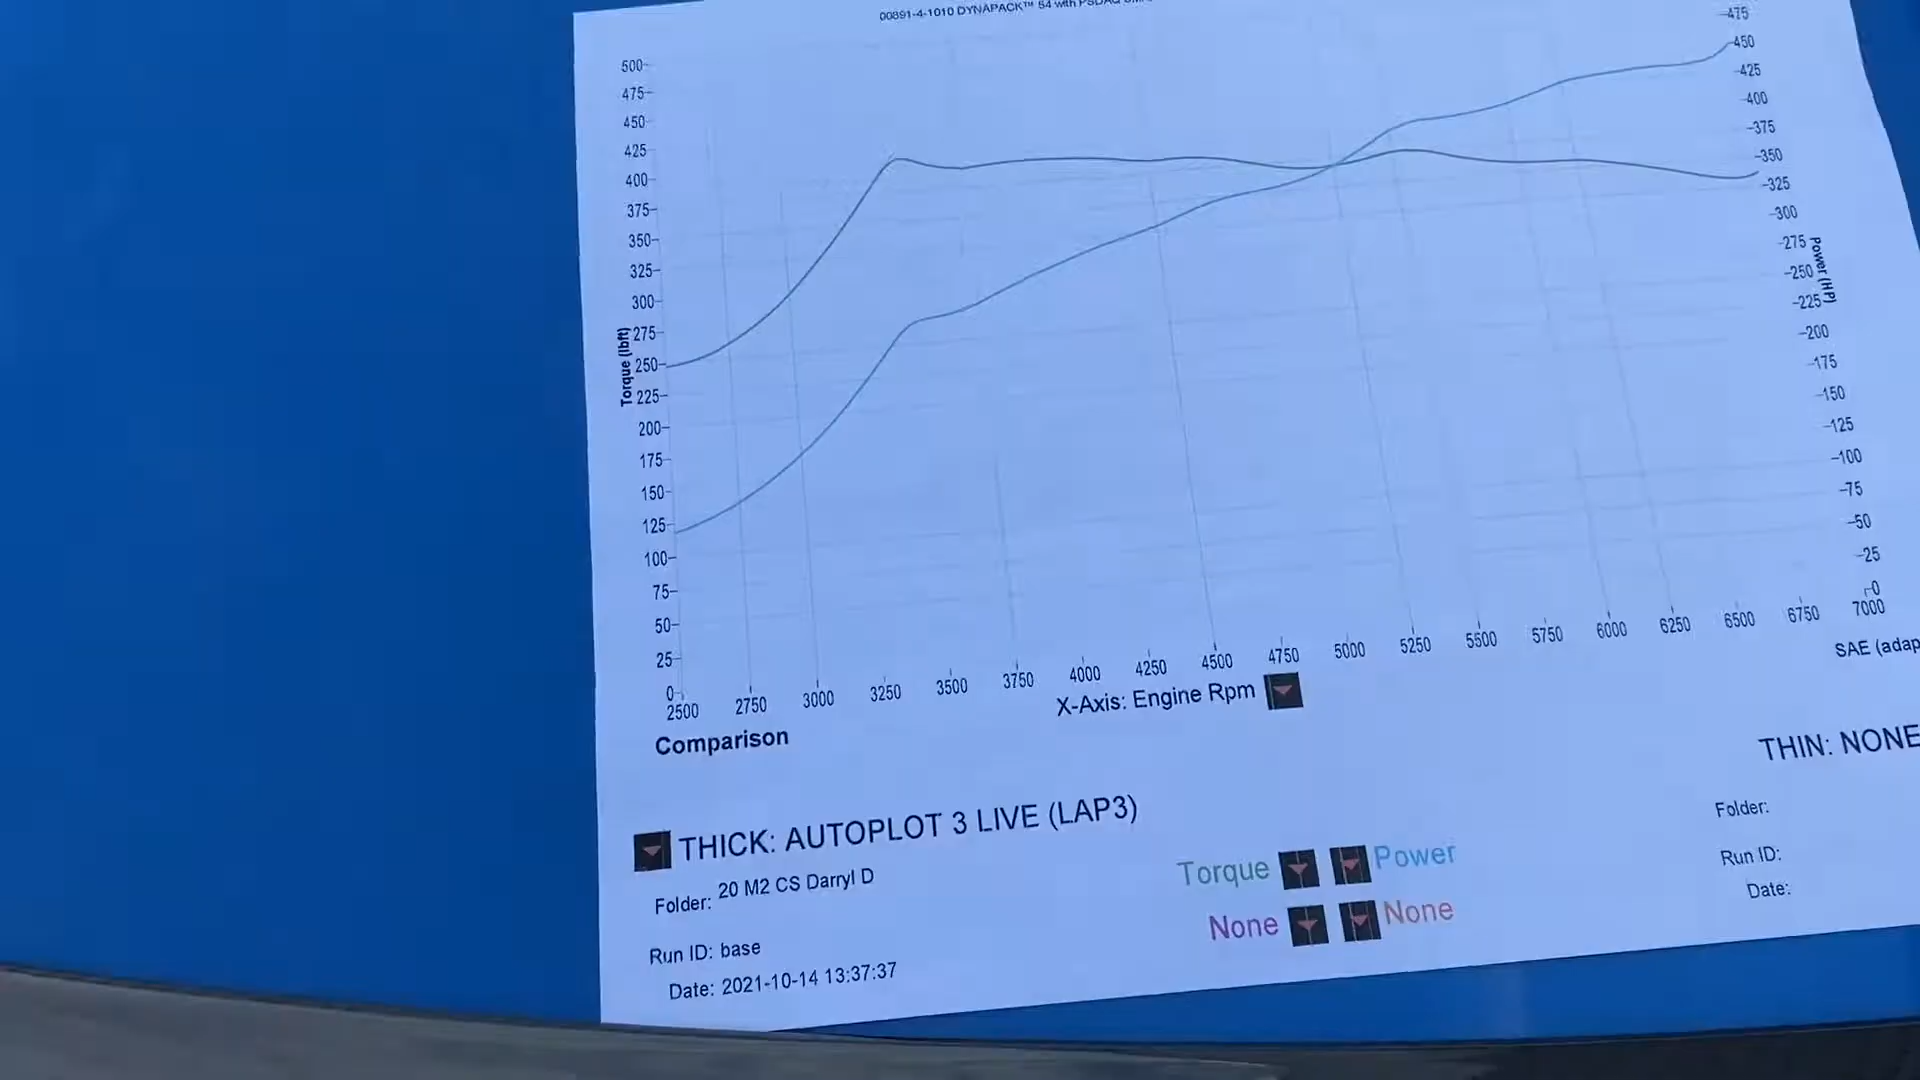 00891-4-1010 DYNAPACK™ 54 with PSDAQ
500
475
450
425
400
375
350
325
300
275
250
225
200
175
150
125
100
75
50
25
0
Torque (lbft)
475
450
425
400
375
350
325
300
275
250
225
200
175
150
125
100
75
50
25
0
Power (HP)
2500 2750 3000 3250 3500 3750 4000 4250 4500 4750 5000 5250 5500 5750 6000 6250 6500 6750 7000
X-Axis: Engine Rpm
SAE (adap
Comparison
THICK: AUTOPLOT 3 LIVE (LAP3)
Folder: 20 M2 CS Darryl D
Run ID: base
Date: 2021-10-14 13:37:37
Torque Power
None None
THIN: NONE
Folder:
Run ID:
Date: